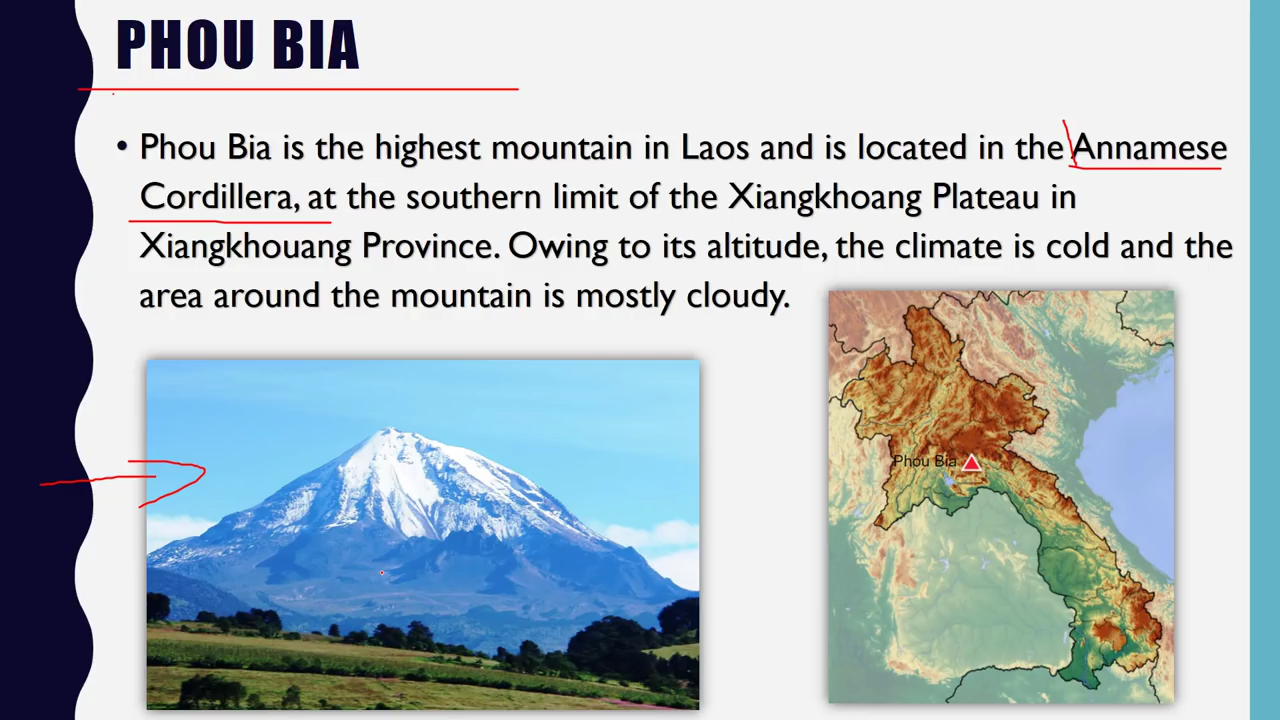 PHOU BIA
• Phou Bia is the highest mountain in Laos and is located in the Annamese
Cordillera, at the southern limit of the Xiangkhoang Plateau in
Xiangkhouang Province. Owing to its altitude, the climate is cold and the
area around the mountain is mostly cloudy.
Phou Bia